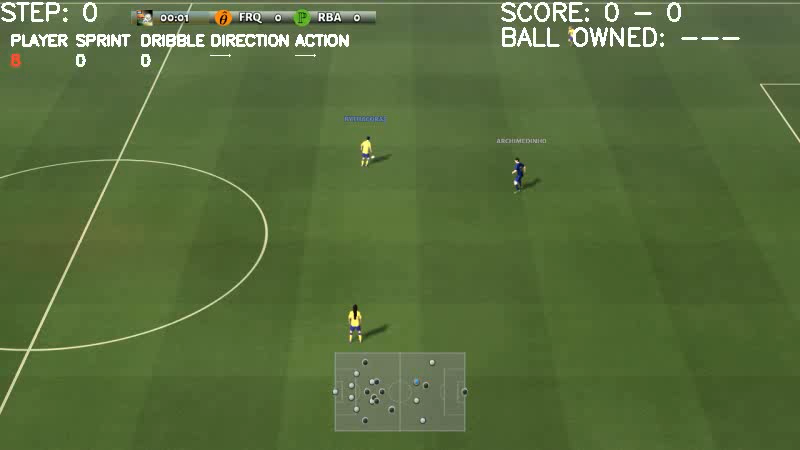 STEP: 0
00:01 FRQ 0 RBA 0
SCORE: 0 - 0
BALL OWNED: ---
PLAYER SPRINT DRIBBLE DIRECTION ACTION
8 0 0 → →
ARCHIMEDINHO